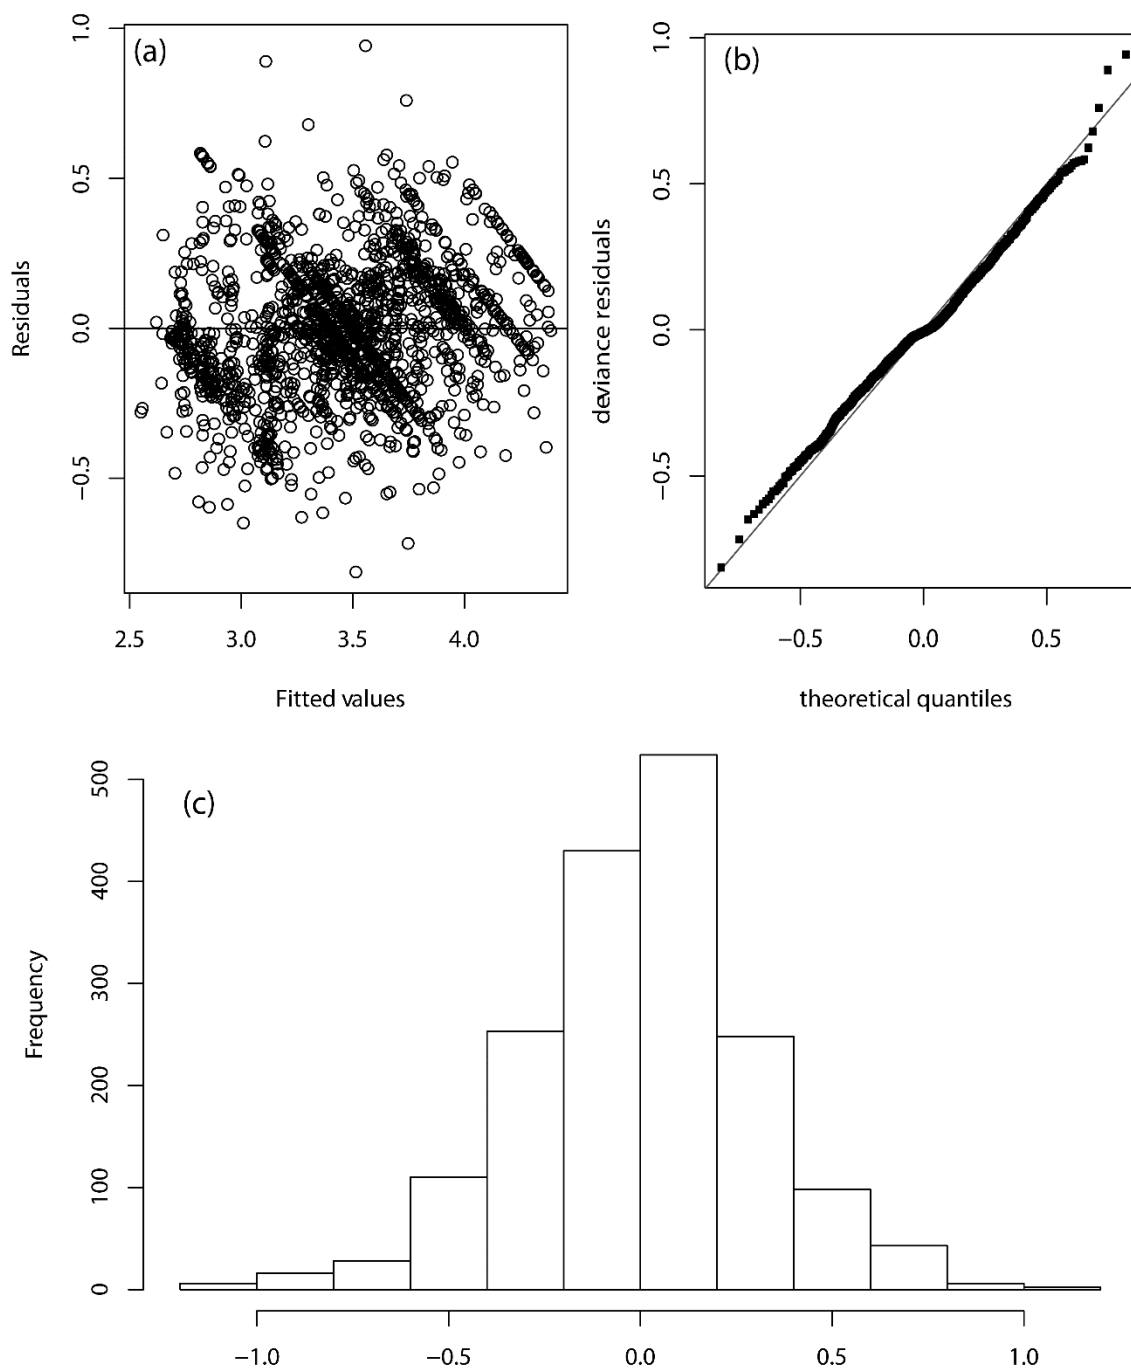 (a)
1.0
0.5
0.0
−0.5
Residuals
2.5 3.0 3.5 4.0
Fitted values
(b)
1.0
0.5
0.0
−0.5
deviance residuals
−0.5 0.0 0.5
theoretical quantiles
(c)
500
400
300
200
100
0
Frequency
−1.0 −0.5 0.0 0.5 1.0